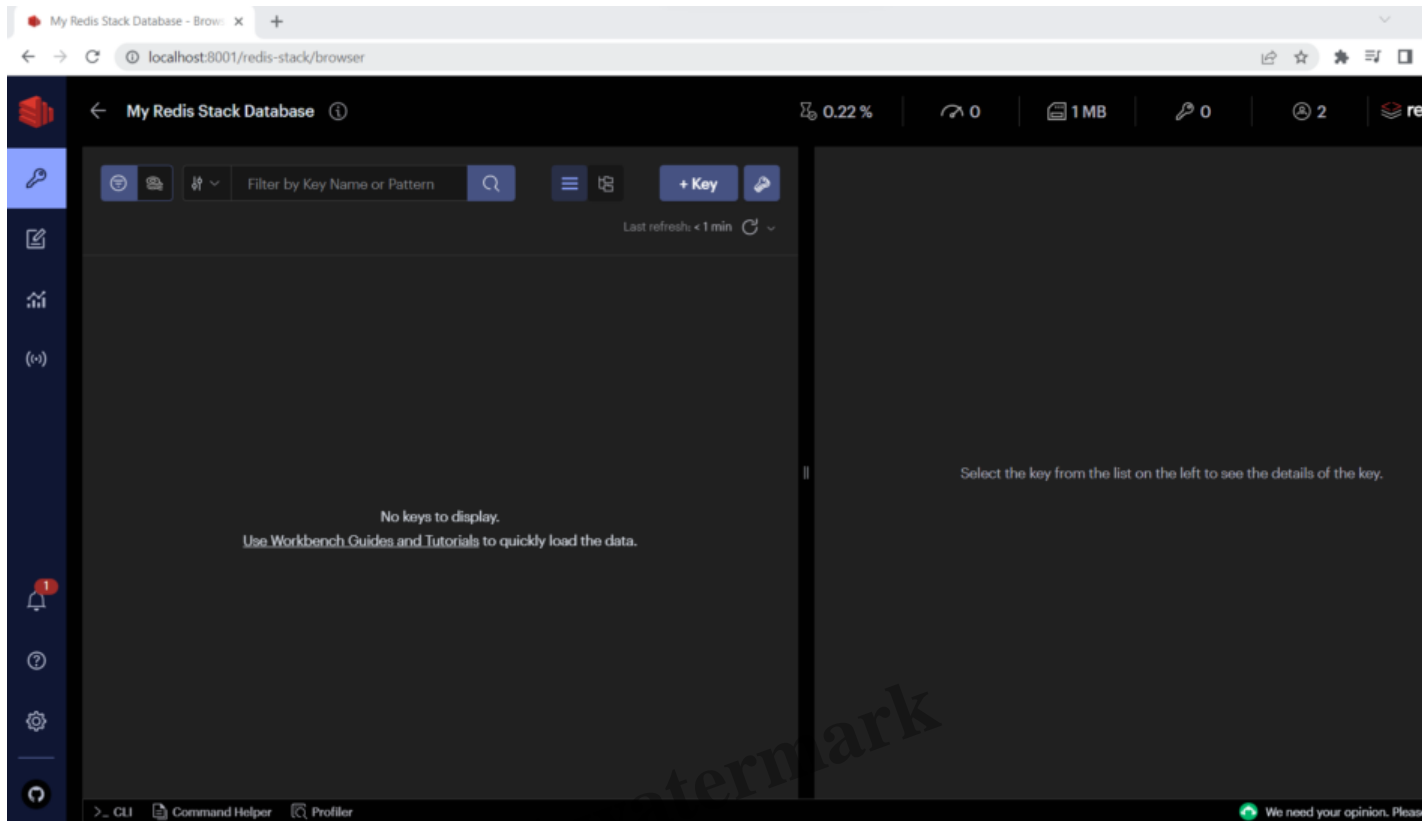 My Redis Stack Database - Brow
localhost:8001/redis-stack/browser
My Redis Stack Database
0.22 %
0
1 MB
0
2
re
Filter by Key Name or Pattern
+ Key
Last refresh: < 1 min
Select the key from the list on the left to see the details of the key.
No keys to display.
Use Workbench Guides and Tutorials to quickly load the data.
1
>_ CLI
Command Helper
Profiler
We need your opinion. Pleas
atermark